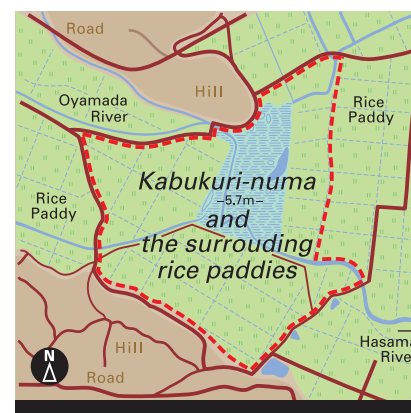 Road
Hill
Oyamada
River
Rice
Paddy
Kabukuri-numa
–5.7m–
and
the surrouding
rice paddies
Rice
Paddy
Hasama
Rive
Hill
Road
N